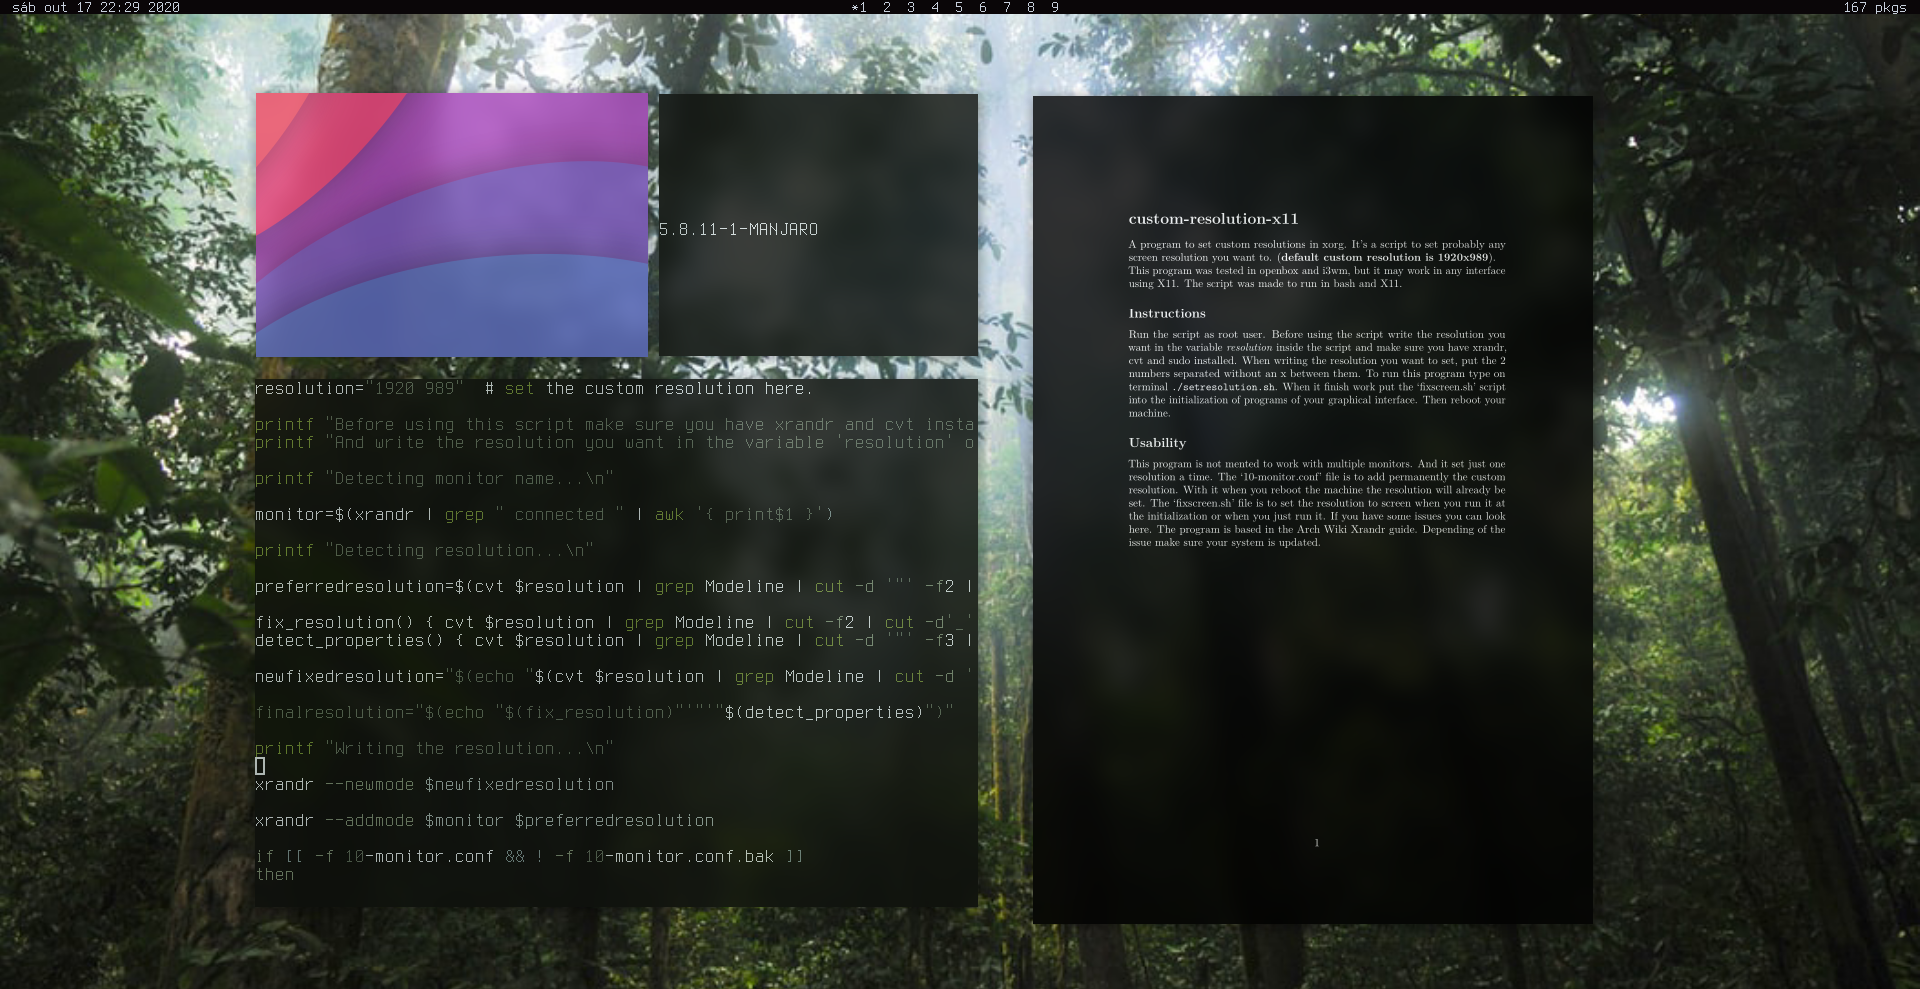 sáb out 17 22:29 2020
*1 2 3 4 5 6 7 8 9
167 pkgs
5.8.11-1-MANJARO
resolution="1920 989"  # set the custom resolution here.
printf "Before using this script make sure you have xrandr and cvt insta
printf "And write the resolution you want in the variable 'resolution' o
printf "Detecting monitor name...\n"
monitor=$(xrandr | grep " connected " | awk '{ print$1 }')
printf "Detecting resolution...\n"
preferredresolution=$(cvt $resolution | grep Modeline | cut -d '"' -f2 |
fix_resolution() { cvt $resolution | grep Modeline | cut -f2 | cut -d'_'
detect_properties() { cvt $resolution | grep Modeline | cut -d '"' -f3 |
newfixedresolution="$(echo "$(cvt $resolution | grep Modeline | cut -d '
finalresolution="$(echo "$(fix_resolution)"'"'"$(detect_properties)")"
printf "Writing the resolution...\n"
xrandr --newmode $newfixedresolution
xrandr --addmode $monitor $preferredresolution
if [[ -f 10-monitor.conf && ! -f 10-monitor.conf.bak ]]
then
custom-resolution-x11
A program to set custom resolutions in xorg. It's a script to set probably any
screen resolution you want to. (default custom resolution is 1920x989).
This program was tested in openbox and i3wm, but it may work in any interface
using X11. The script was made to run in bash and X11.
Instructions
Run the script as root user. Before using the script write the resolution you
want in the variable resolution inside the script and make sure you have xrandr,
cvt and sudo installed. When writing the resolution you want to set, put the 2
numbers separated without an x between them. To run this program type on
terminal ./setresolution.sh. When it finish work put the ‘fixscreen.sh’ script
into the initialization of programs of your graphical interface. Then reboot your
machine.
Usability
This program is not mented to work with multiple monitors. And it set just one
resolution a time. The ‘10-monitor.conf’ file is to add permanently the custom
resolution. With it when you reboot the machine the resolution will already be
set. The ‘fixscreen.sh’ file is to set the resolution to screen when you run it at
the initialization or when you just run it. If you have some issues you can look
here. The program is based in the Arch Wiki Xrandr guide. Depending of the
issue make sure your system is updated.
1